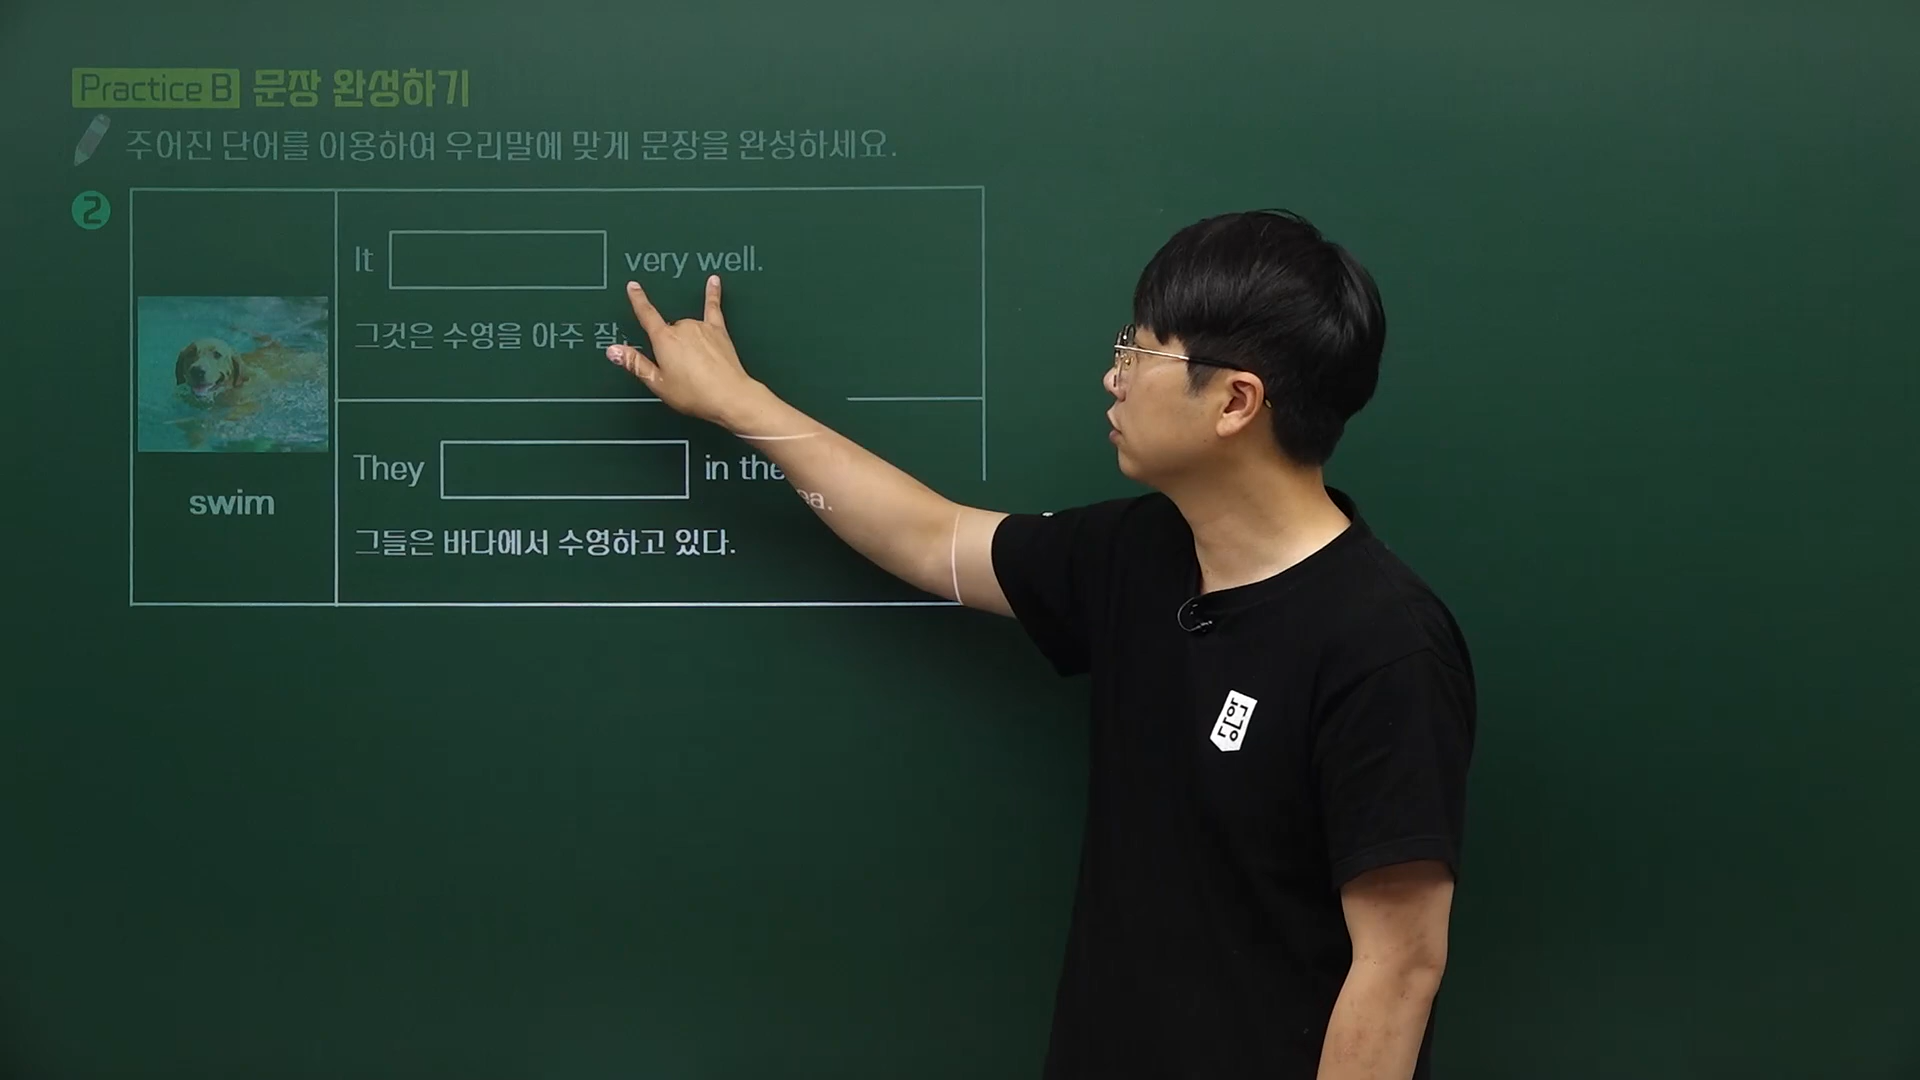 Practice B 문장 완성하기
주어진 단어를 이용하여 우리말에 맞게 문장을 완성하세요.
2
It very well.
그것은 수영을 아주 잘
swim
They in the
그들은 바다에서 수영하고 있다.